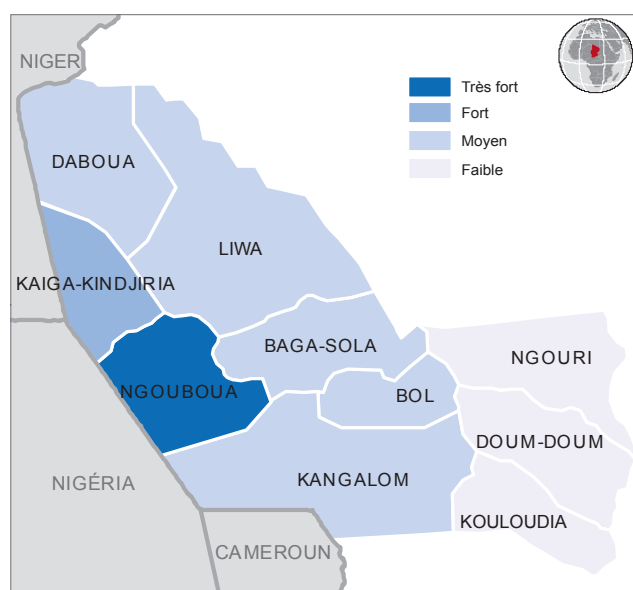 NIGER
Très fort
Fort
Moyen
Faible
DABOUA
LIWA
KAIGA-KINDJIRIA
BAGA-SOLA
NGOURI
NGOUBOUA
BOL
DOUM-DOUM
KANGALOM
NIGÉRIA
KOULOUDIA
CAMEROUN